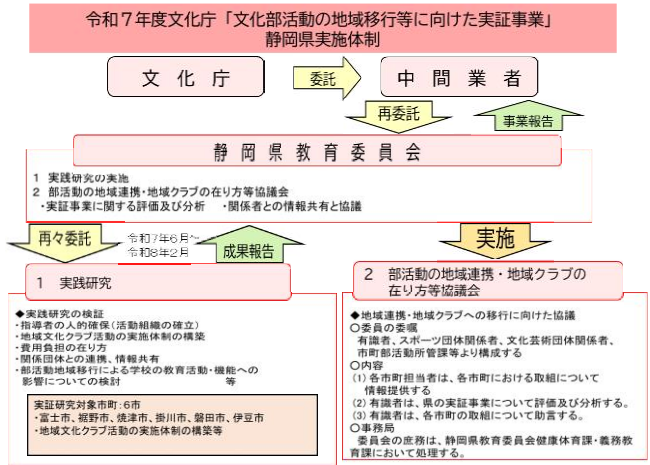 令和７年度文化庁「文化部活動の地域移行等に向けた実証事業」
静岡県実施体制
文　化　庁
委託
中　間　業　者
再委託
事業報告
静　岡　県　教　育　委　員　会
１　実践研究の実施
２　部活動の地域連携・地域クラブの在り方等協議会
・実証事業に関する評価及び分析　・関係者との情報共有と協議
再々委託
令和7年6月～
令和8年2月
成果報告
実施
１　実践研究
◆実践研究の検証
・指導者の人的確保（活動組織の確立）
・地域文化クラブ活動の実施体制の構築
・費用負担の在り方
・関係団体との連携、情報共有
・部活動地域移行による学校の教育活動・機能への
影響についての検討　　　　　　　等
実証研究対象市町：6市
・富士市、裾野市、焼津市、掛川市、磐田市、伊豆市
・地域文化クラブ活動の実施体制の構築等
２　部活動の地域連携・地域クラブの
在り方等協議会
◆地域連携・地域クラブへの移行に向けた協議
〇委員の委嘱
有識者、スポーツ団体関係者、文化芸術団体関係者、
市町部活動所管課等より構成する
〇内容
(1) 各市町担当者は、各市町における取組について
情報提供する
(2) 有識者は、県の実証事業について評価及び分析する。
(3) 有識者は、各市町の取組について助言する。
〇事務局
委員会の庶務は、静岡県教育委員会健康体育課・義務教
育課において処理する。